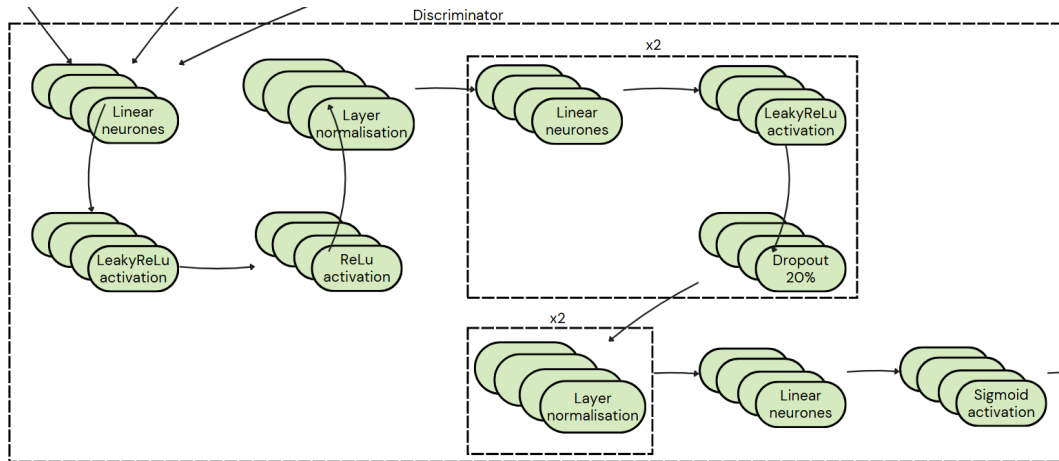 Discriminator
x2
Linear
neurones
Layer
normalisation
Linear
neurones
LeakyReLu
activation
LeakyReLu
activation
ReLu
activation
Dropout
20%
x2
Layer
normalisation
Linear
neurones
Sigmoid
activation